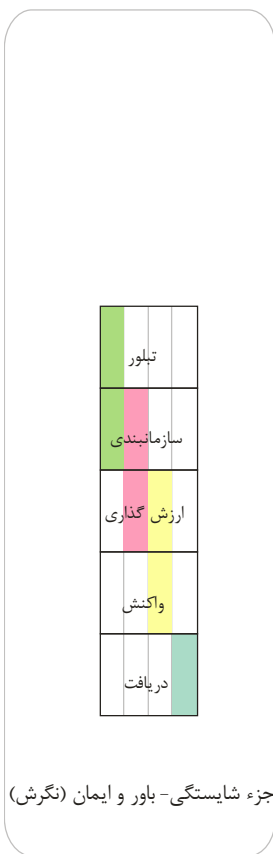 تبلور
سازمانبندی
ارزش گذاری
واکنش
دریافت
جزء شایستگی- باور و ایمان (نگرش)